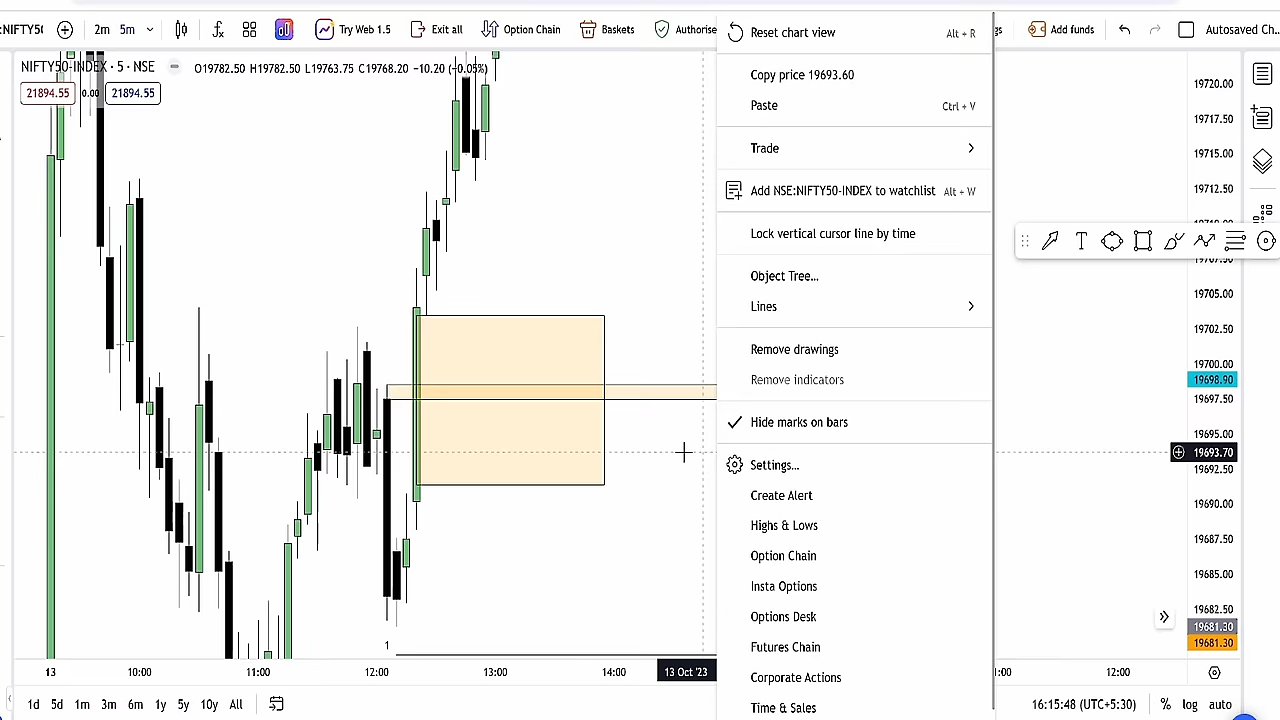 :NIFTY5( 2m 5m Try Web 1.5 Exit all Option Chain Baskets Authorise gs Add funds Autosaved Ch...
NIFTY50-INDEX · 5 · NSE O19782.50 H19782.50 L19763.75 C19768.20 −10.20 (−0.05%)
21894.55 0.00 21894.55
Reset chart view Alt + R
Copy price 19693.60
Paste Ctrl + V
Trade
Add NSE:NIFTY50-INDEX to watchlist Alt + W
Lock vertical cursor line by time
Object Tree...
Lines
Remove drawings
Remove indicators
Hide marks on bars
Settings...
Create Alert
Highs & Lows
Option Chain
Insta Options
Options Desk
Futures Chain
Corporate Actions
Time & Sales
19720.00
19717.50
19715.00
19712.50
19705.00
19702.50
19700.00
19698.90
19697.50
19695.00
19693.70
19692.50
19690.00
19687.50
19685.00
19682.50
19681.30
19681.30
1
13 10:00 11:00 12:00 13:00 14:00 13 Oct '23 :00 12:00
1d 5d 1m 3m 6m 1y 5y 10y All 16:15:48 (UTC+5:30) % log auto